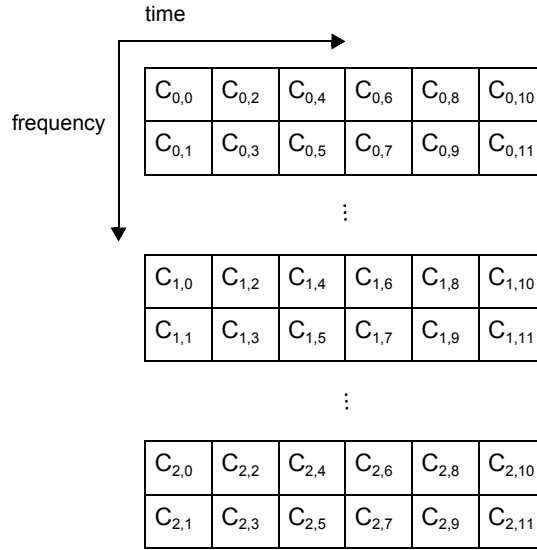 time
frequency
C0,0 C0,2 C0,4 C0,6 C0,8 C0,10
C0,1 C0,3 C0,5 C0,7 C0,9 C0,11
⋮
C1,0 C1,2 C1,4 C1,6 C1,8 C1,10
C1,1 C1,3 C1,5 C1,7 C1,9 C1,11
⋮
C2,0 C2,2 C2,4 C2,6 C2,8 C2,10
C2,1 C2,3 C2,5 C2,7 C2,9 C2,11